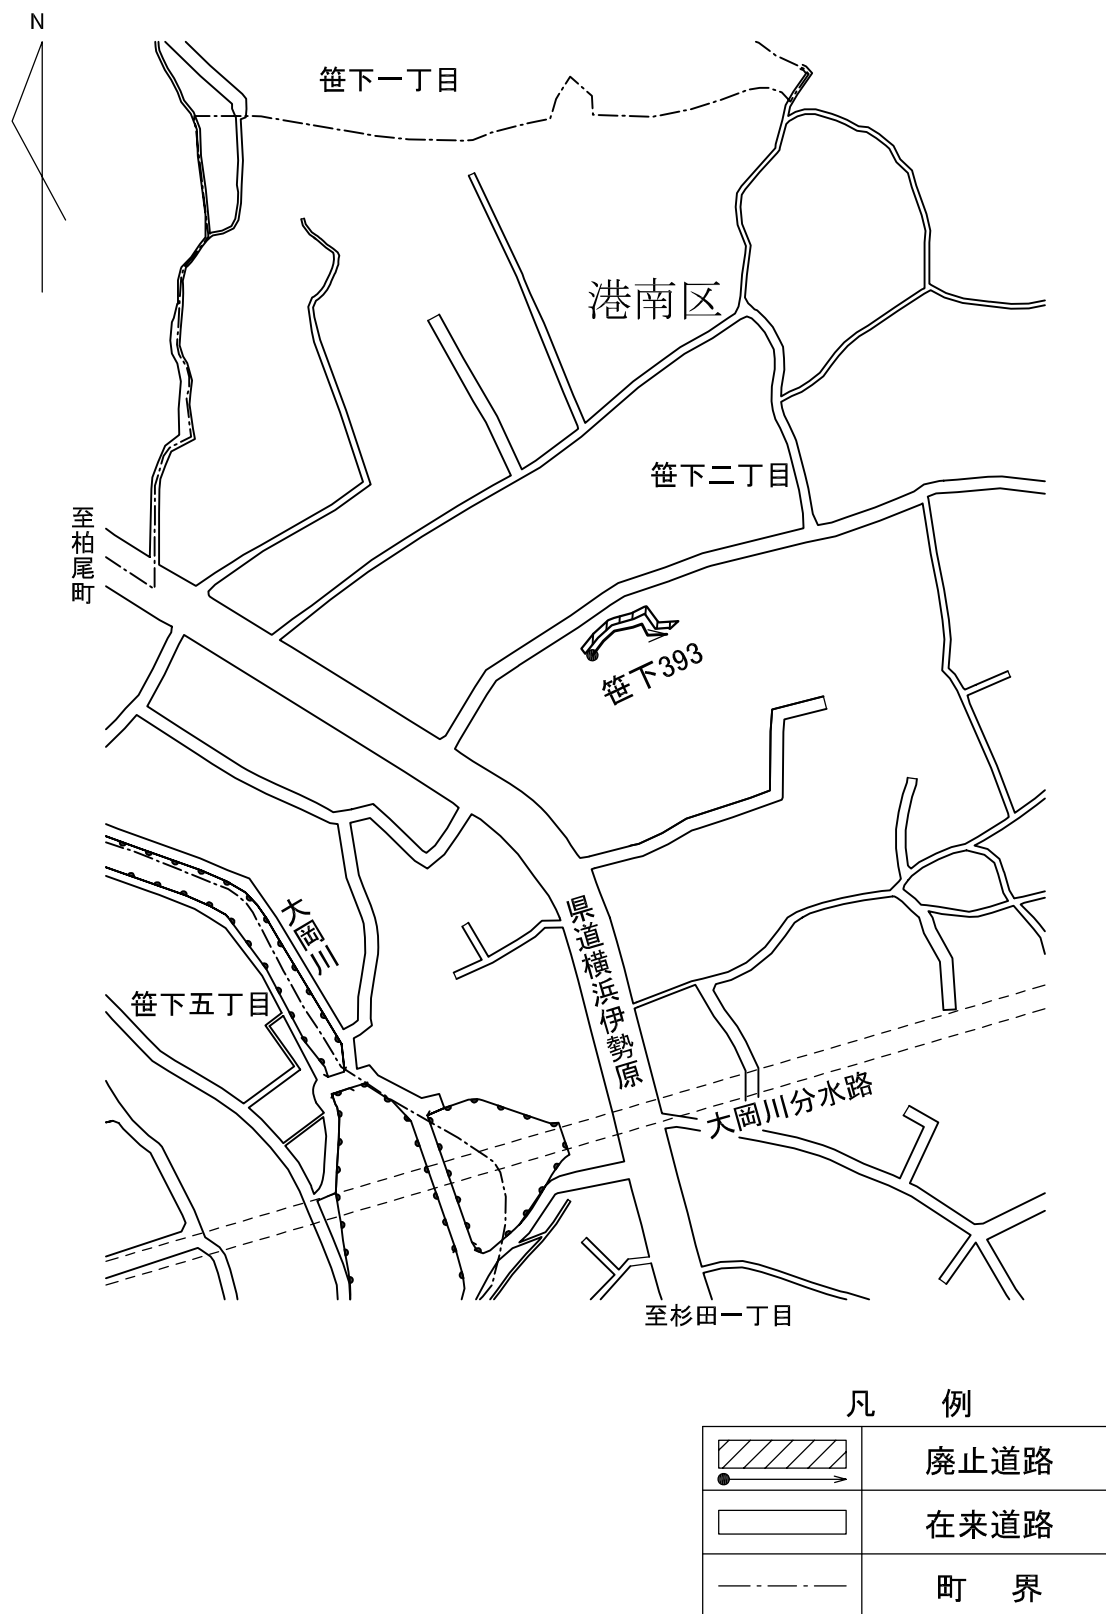 N
笹下一丁目
港南区
笹下二丁目
至柏尾町
笹下393
大岡川
県道横浜伊勢原
笹下五丁目
大岡川分水路
至杉田一丁目
凡 例
廃止道路
在来道路
町 界